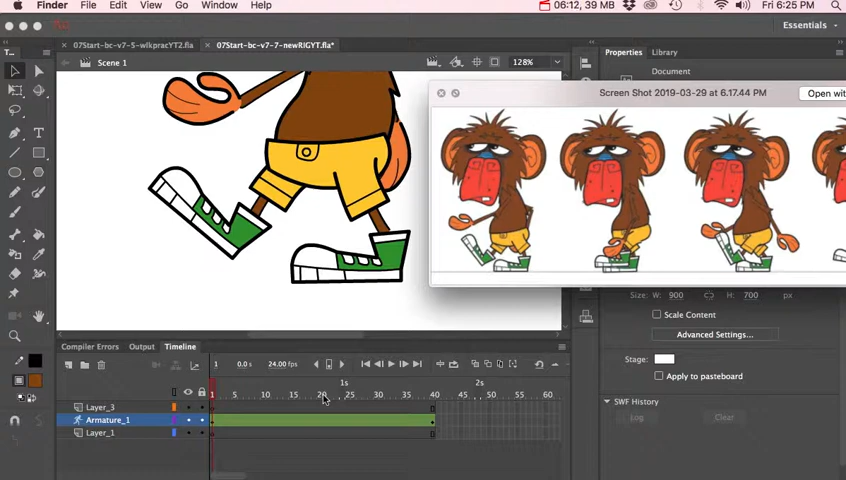 Finder File Edit View Go Window Help 06:12, 39 MB Fri 6:25 PM
Essentials
07Start-bc-v7-5-wlkpracYT2.fla 07Start-bc-v7-7-newRIGYT.fla*
Scene 1 128%
Properties Library
Document
Screen Shot 2019-03-29 at 6.17.44 PM Open wit
Size: W: 900 H: 700 px
Scale Content
Advanced Settings...
Stage:
Apply to pasteboard
SWF History
Log Clear
Compiler Errors Output Timeline
1 0.0 s 24.00 fps
1s 2s
1 5 10 15 20 25 30 35 40 45 50 55 60
Layer_3
Armature_1
Layer_1